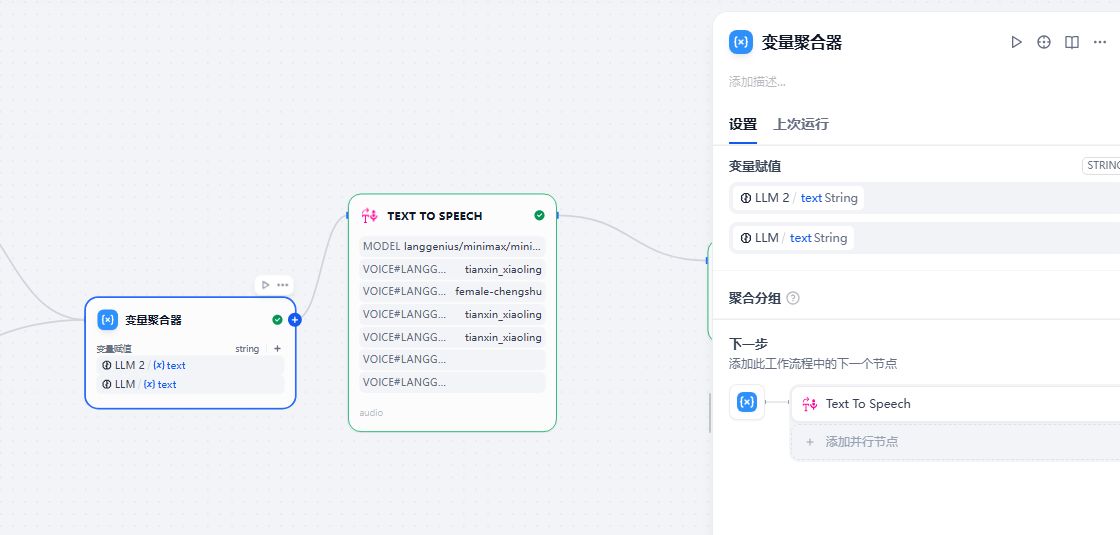 变量聚合器
变量赋值 string +
LLM 2 / (x) text
LLM / (x) text
TEXT TO SPEECH
MODEL langgenius/minimax/mini...
VOICE#LANGG... tianxin_xiaoling
VOICE#LANGG... female-chengshu
VOICE#LANGG... tianxin_xiaoling
VOICE#LANGG... tianxin_xiaoling
VOICE#LANGG...
VOICE#LANGG...
audio
变量聚合器
添加描述...
设置 上次运行
变量赋值 STRING
LLM 2 / text String
LLM / text String
聚合分组
下一步
添加此工作流程中的下一个节点
Text To Speech
+ 添加并行节点